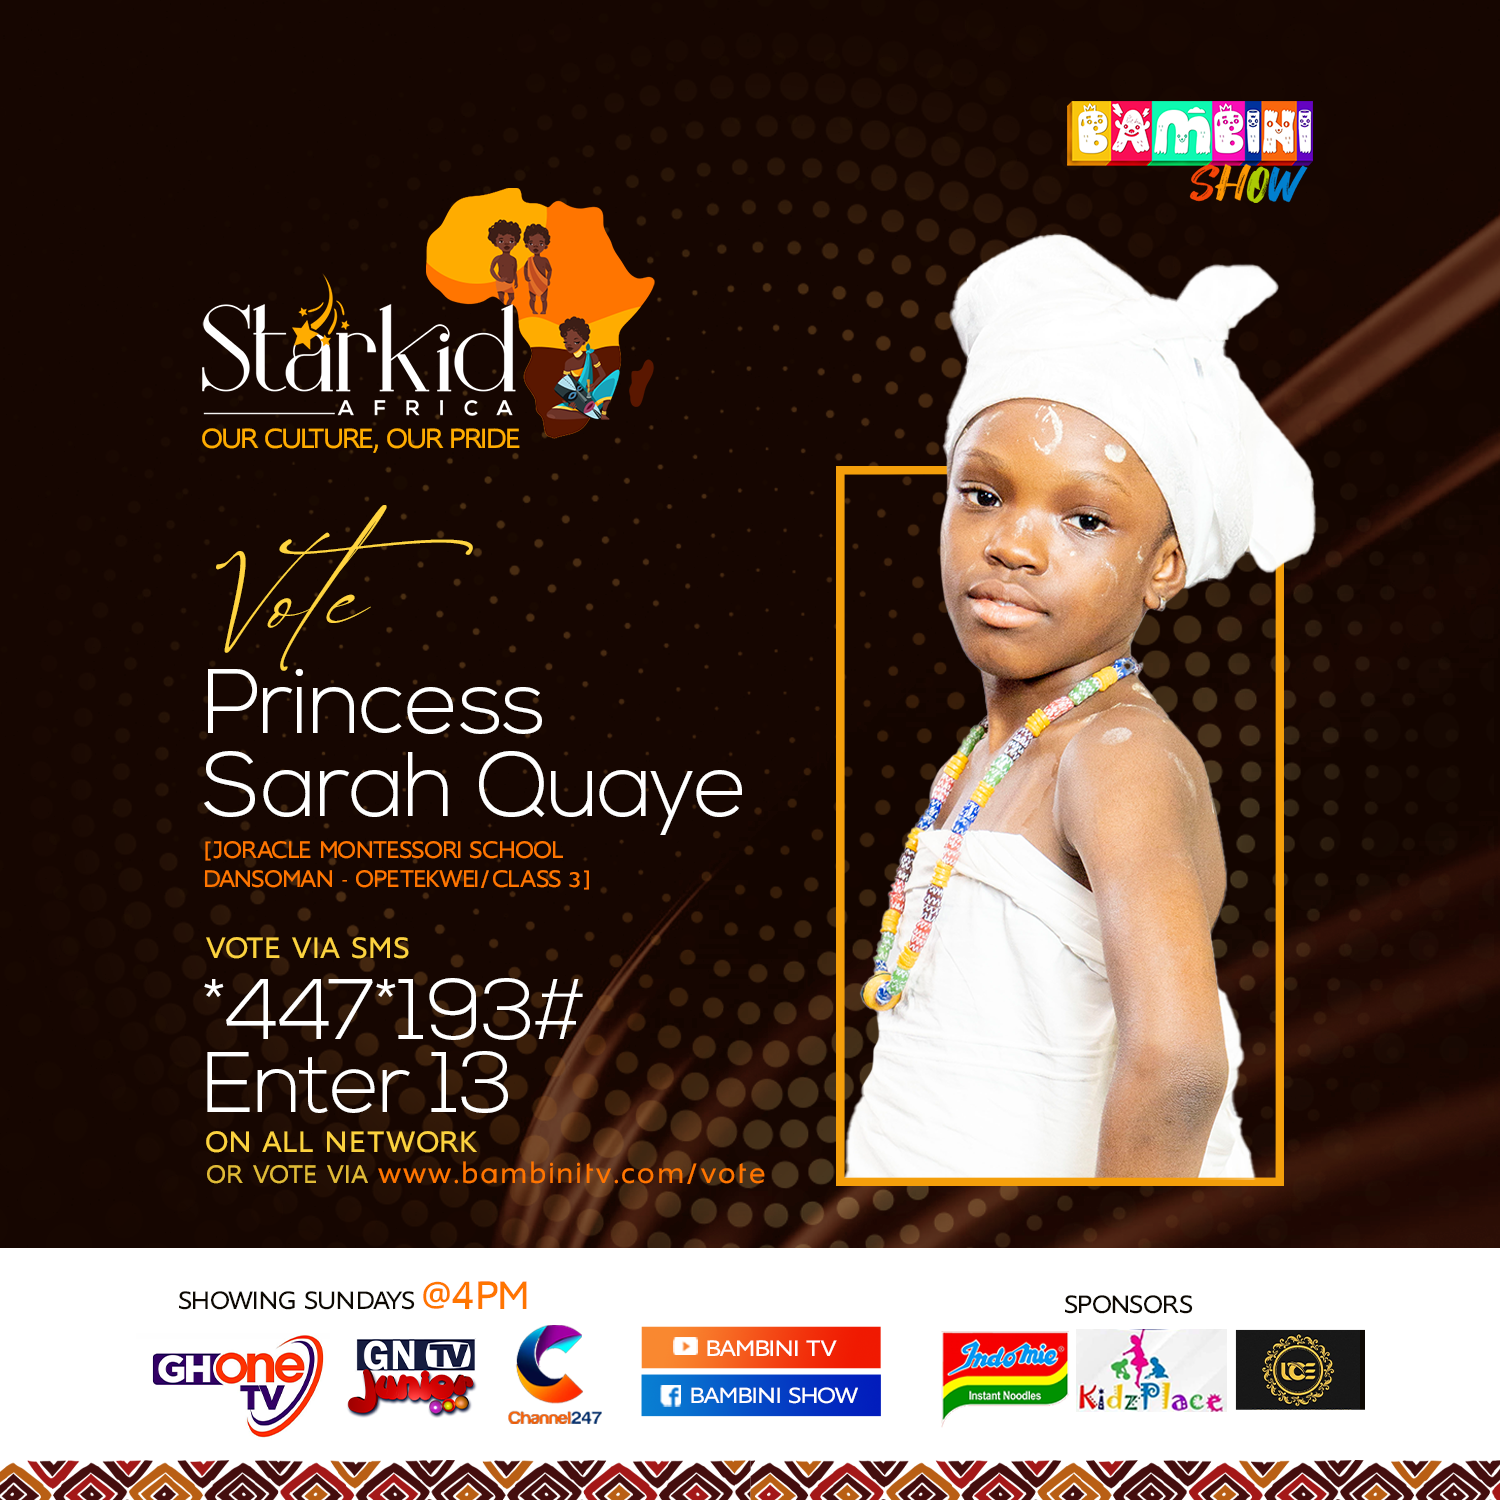 BAMBINI
SHOW
Starkid
AFRICA
OUR CULTURE, OUR PRIDE
Vote
Princess
Sarah Quaye
[JORACLE MONTESSORI SCHOOL
DANSOMAN - OPETEKWEI/CLASS 3]
VOTE VIA SMS
*447*193#
Enter 13
ON ALL NETWORK
OR VOTE VIA www.bambinitv.com/vote
SHOWING SUNDAYS @4PM
GHOne
TV
GN TV
Junior
Channel247
BAMBINI TV
BAMBINI SHOW
SPONSORS
Indomie®
Instant Noodles
KidzPlace